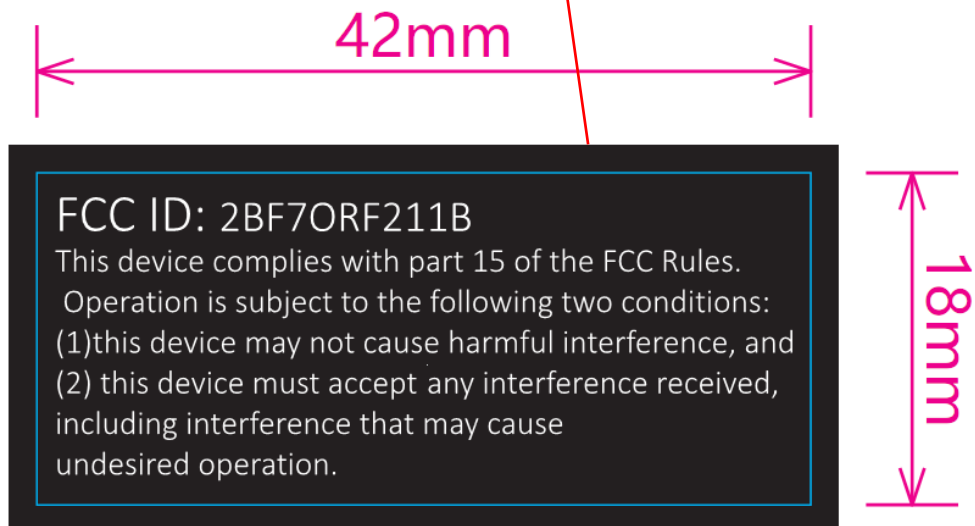 42mm
FCC ID: 2BF7ORF211B
This device complies with part 15 of the FCC Rules.
Operation is subject to the following two conditions:
(1)this device may not cause harmful interference, and
(2) this device must accept any interference received,
including interference that may cause
undesired operation.
18mm